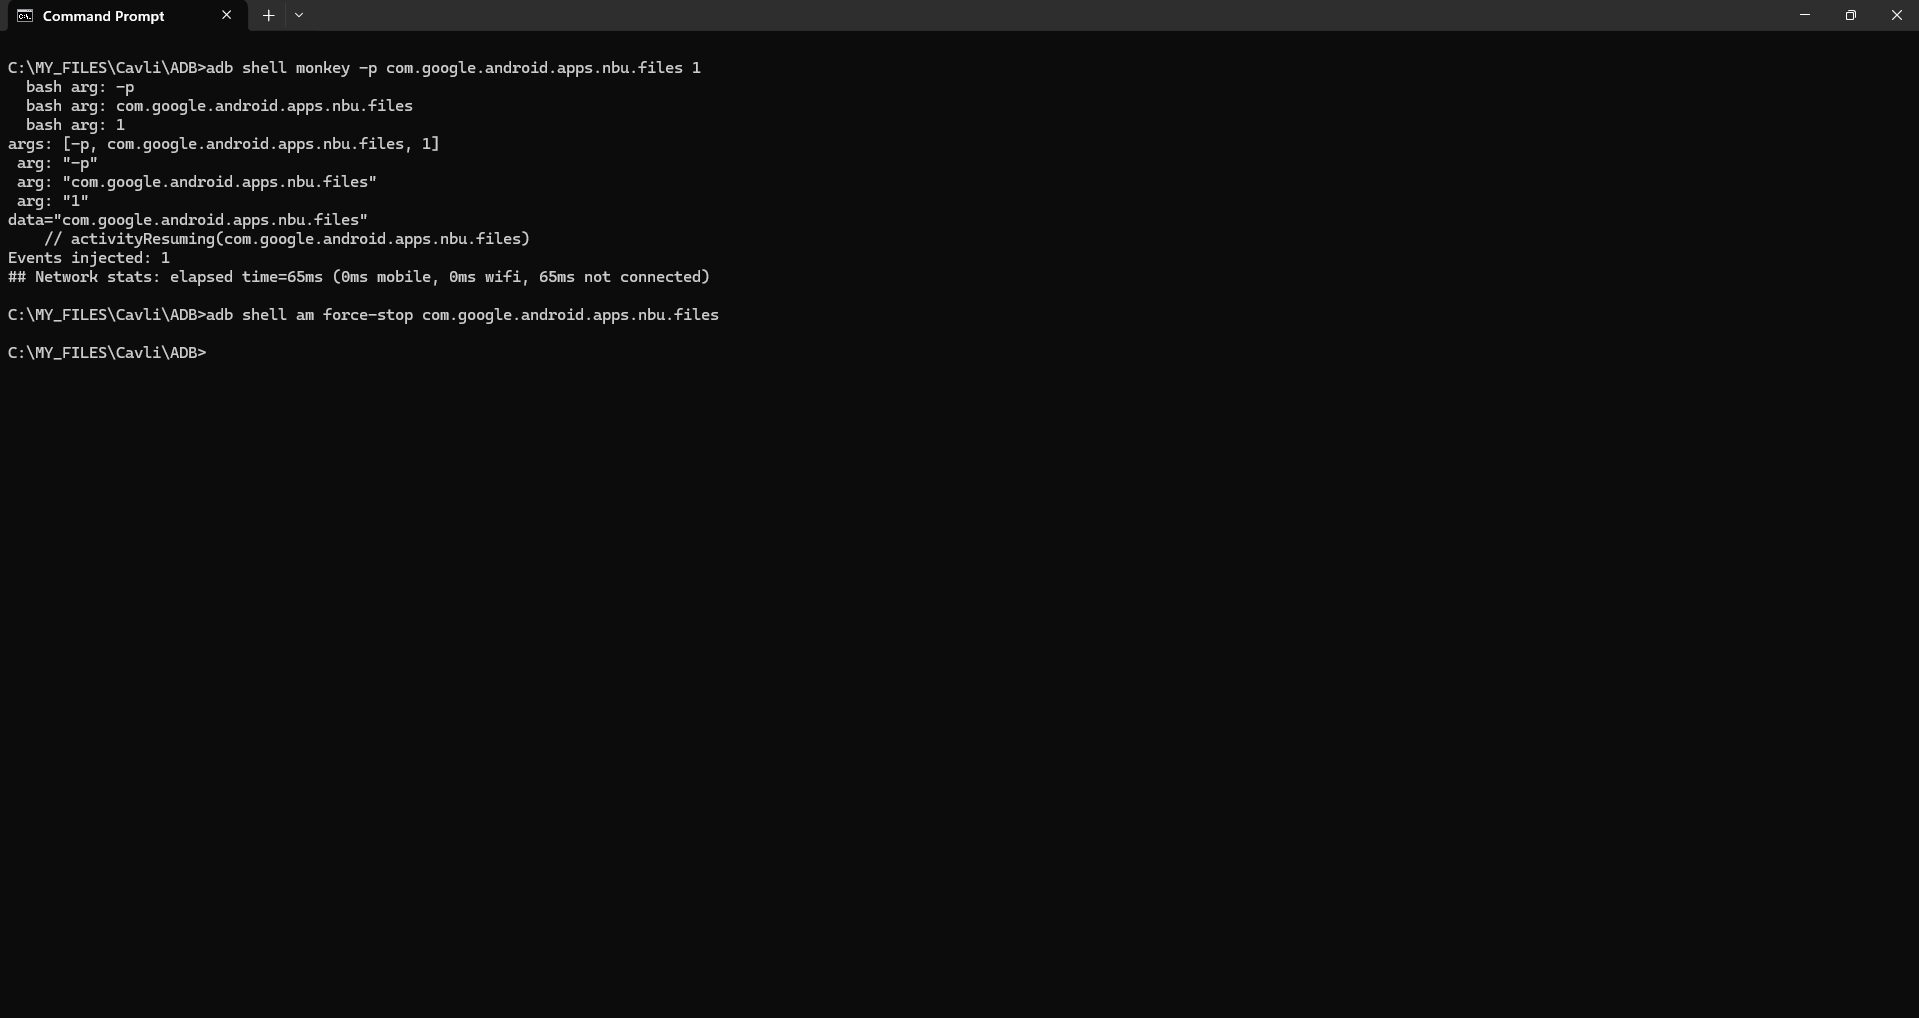 Command Prompt
C:\MY_FILES\Cavli\ADB>adb shell monkey -p com.google.android.apps.nbu.files 1
  bash arg: -p
  bash arg: com.google.android.apps.nbu.files
  bash arg: 1
args: [-p, com.google.android.apps.nbu.files, 1]
 arg: "-p"
 arg: "com.google.android.apps.nbu.files"
 arg: "1"
data="com.google.android.apps.nbu.files"
    // activityResuming(com.google.android.apps.nbu.files)
Events injected: 1
## Network stats: elapsed time=65ms (0ms mobile, 0ms wifi, 65ms not connected)
C:\MY_FILES\Cavli\ADB>adb shell am force-stop com.google.android.apps.nbu.files
C:\MY_FILES\Cavli\ADB>